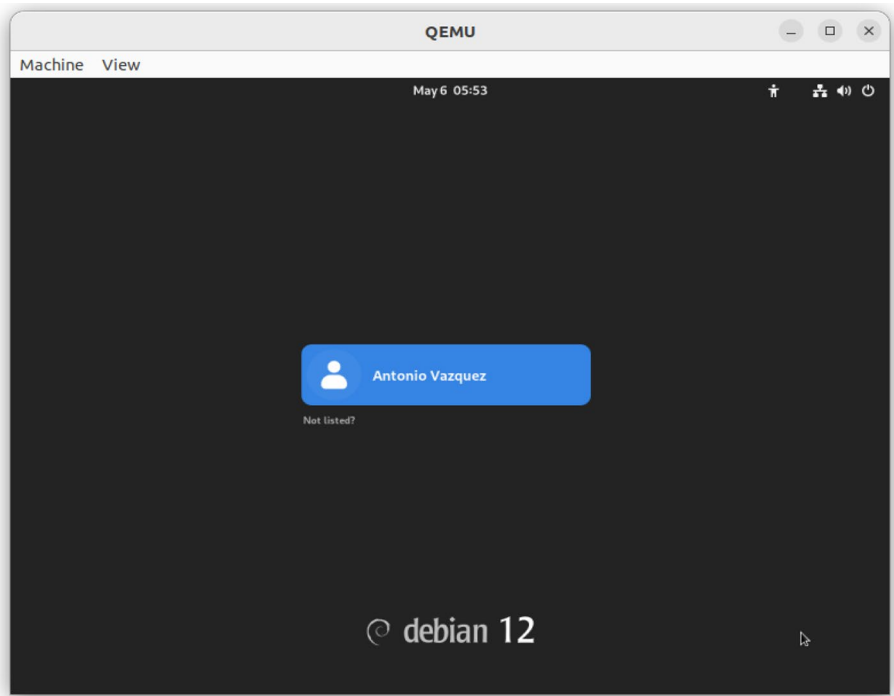 QEMU
Machine View
May 6 05:53
Antonio Vazquez
Not listed?
debian 12